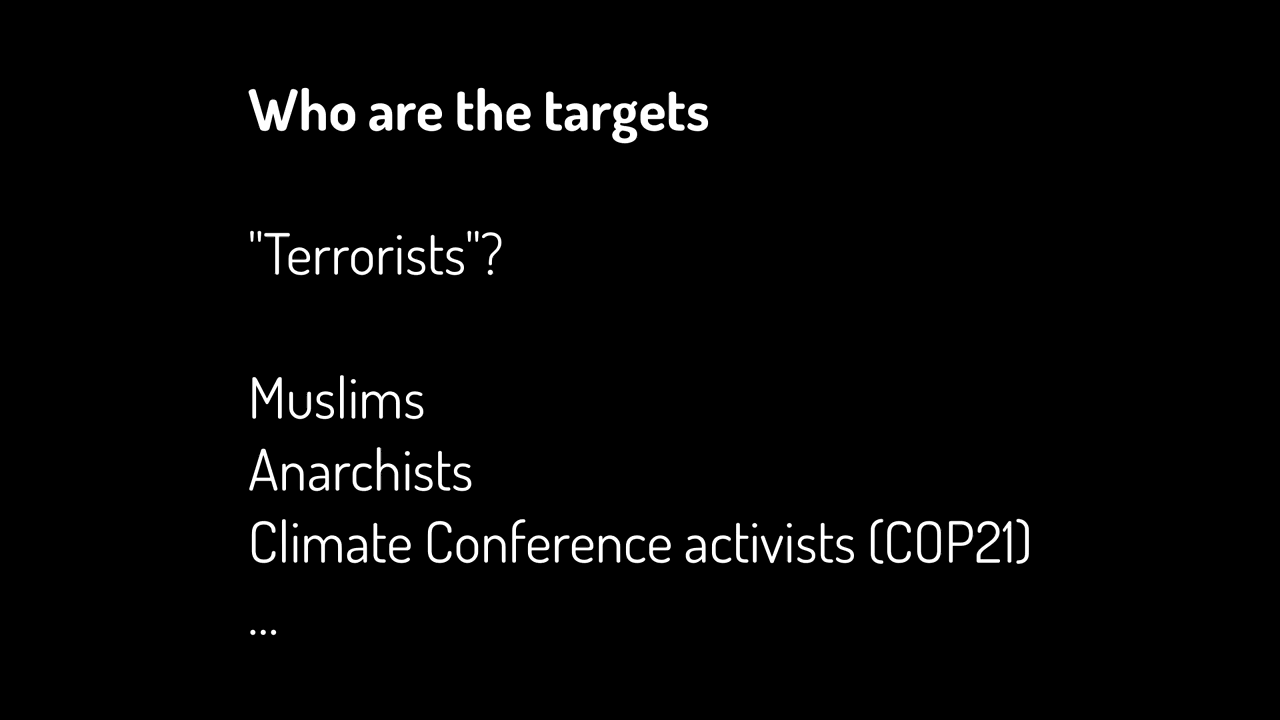 Who are the targets
"Terrorists"?
Muslims
Anarchists
Climate Conference activists (COP21)
...